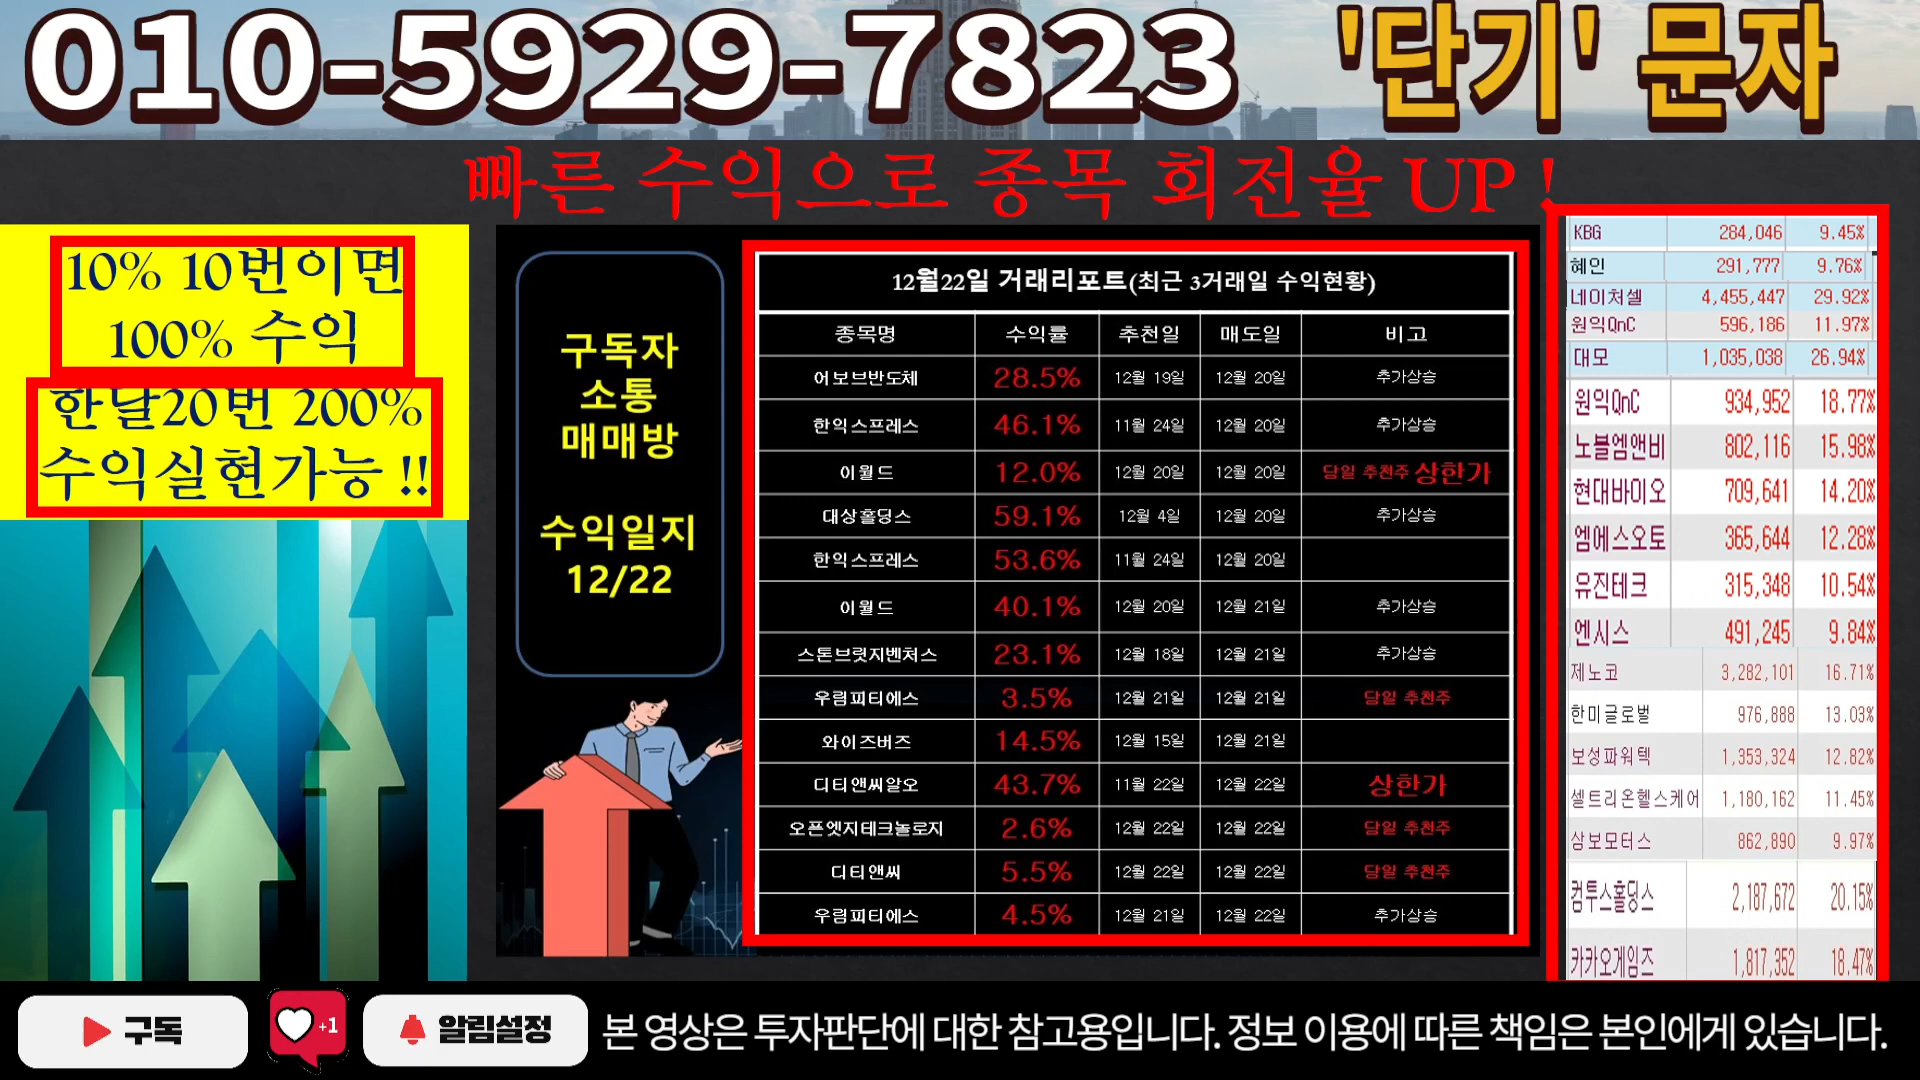 010-5929-7823 '단기' 문자
빠른 수익으로 종목 회전율 UP !
10% 10번이면
100% 수익
한달20번 200%
수익실현가능 !!
구독자
소통
매매방
수익일지
12/22
12월22일 거래리포트(최근 3거래일 수익현황)
종목명 수익률 추천일 매도일 비고
어보브반도체 28.5% 12월 19일 12월 20일 추가상승
한익스프레스 46.1% 11월 24일 12월 20일 추가상승
이월드 12.0% 12월 20일 12월 20일 당일 추천주 상한가
대상홀딩스 59.1% 12월 4일 12월 20일 추가상승
한익스프레스 53.6% 11월 24일 12월 20일
이월드 40.1% 12월 20일 12월 21일 추가상승
스톤브릿지벤처스 23.1% 12월 18일 12월 21일 추가상승
우림피티에스 3.5% 12월 21일 12월 21일 당일 추천주
와이즈버즈 14.5% 12월 15일 12월 21일
디티앤씨알오 43.7% 11월 22일 12월 22일 상한가
오픈엣지테크놀로지 2.6% 12월 22일 12월 22일 당일 추천주
디티앤씨 5.5% 12월 22일 12월 22일 당일 추천주
우림피티에스 4.5% 12월 21일 12월 22일 추가상승
KBG 284,046 9.45%
혜인 291,777 9.76%
네이처셀 4,455,447 29.92%
원익QnC 596,186 11.97%
대모 1,035,038 26.94%
원익QnC 934,952 18.77%
노블엠앤비 802,116 15.98%
현대바이오 709,641 14.20%
엠에스오토 365,644 12.28%
유진테크 315,348 10.54%
엔시스 491,245 9.84%
제노코 3,282,101 16.71%
한미글로벌 976,888 13.03%
보성파워텍 1,353,324 12.82%
셀트리온헬스케어 1,180,162 11.45%
상보모터스 862,890 9.97%
컴투스홀딩스 2,187,672 20.15%
카카오게임즈 1,817,352 18.47%
구독 +1 알림설정 본 영상은 투자판단에 대한 참고용입니다. 정보 이용에 따른 책임은 본인에게 있습니다.